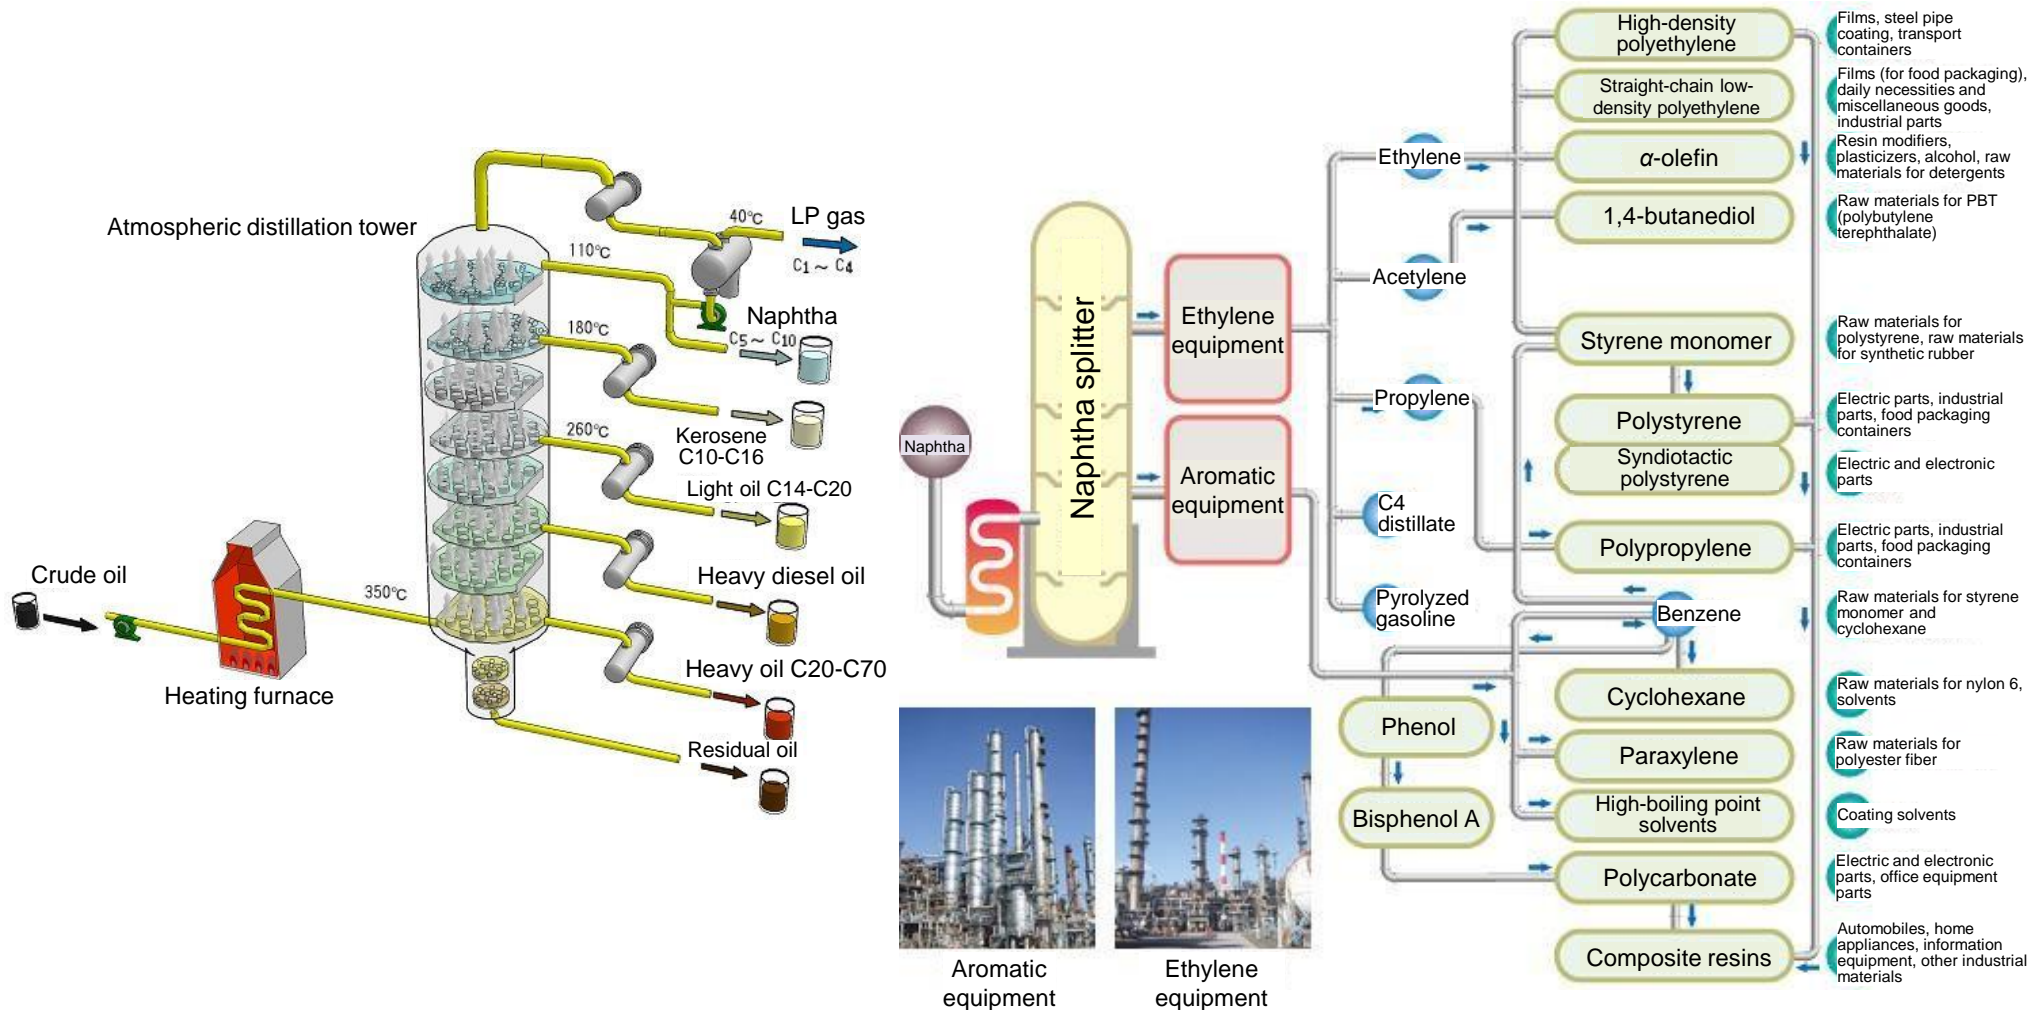 Atmospheric distillation tower
40℃
LP gas
C1 ~ C4
110℃
Naphtha
C5 ~ C10
180℃
Kerosene
C10-C16
260℃
Light oil C14-C20
Heavy diesel oil
Crude oil
350℃
Heating furnace
Heavy oil C20-C70
Residual oil
Naphtha
Naphtha splitter
Ethylene
equipment
Aromatic
equipment
Ethylene
Acetylene
Propylene
C4
distillate
Pyrolyzed
gasoline
Benzene
Phenol
Bisphenol A
High-density
polyethylene
Straight-chain low-
density polyethylene
α-olefin
1,4-butanediol
Styrene monomer
Polystyrene
Syndiotactic
polystyrene
Polypropylene
Cyclohexane
Paraxylene
High-boiling point
solvents
Polycarbonate
Composite resins
Films, steel pipe
coating, transport
containers
Films (for food packaging),
daily necessities and
miscellaneous goods,
industrial parts
Resin modifiers,
plasticizers, alcohol, raw
materials for detergents
Raw materials for PBT
(polybutylene
terephthalate)
Raw materials for
polystyrene, raw materials
for synthetic rubber
Electric parts, industrial
parts, food packaging
containers
Electric and electronic
parts
Electric parts, industrial
parts, food packaging
containers
Raw materials for styrene
monomer and
cyclohexane
Raw materials for nylon 6,
solvents
Raw materials for
polyester fiber
Coating solvents
Electric and electronic
parts, office equipment
parts
Automobiles, home
appliances, information
equipment, other industrial
materials
Aromatic
equipment
Ethylene
equipment